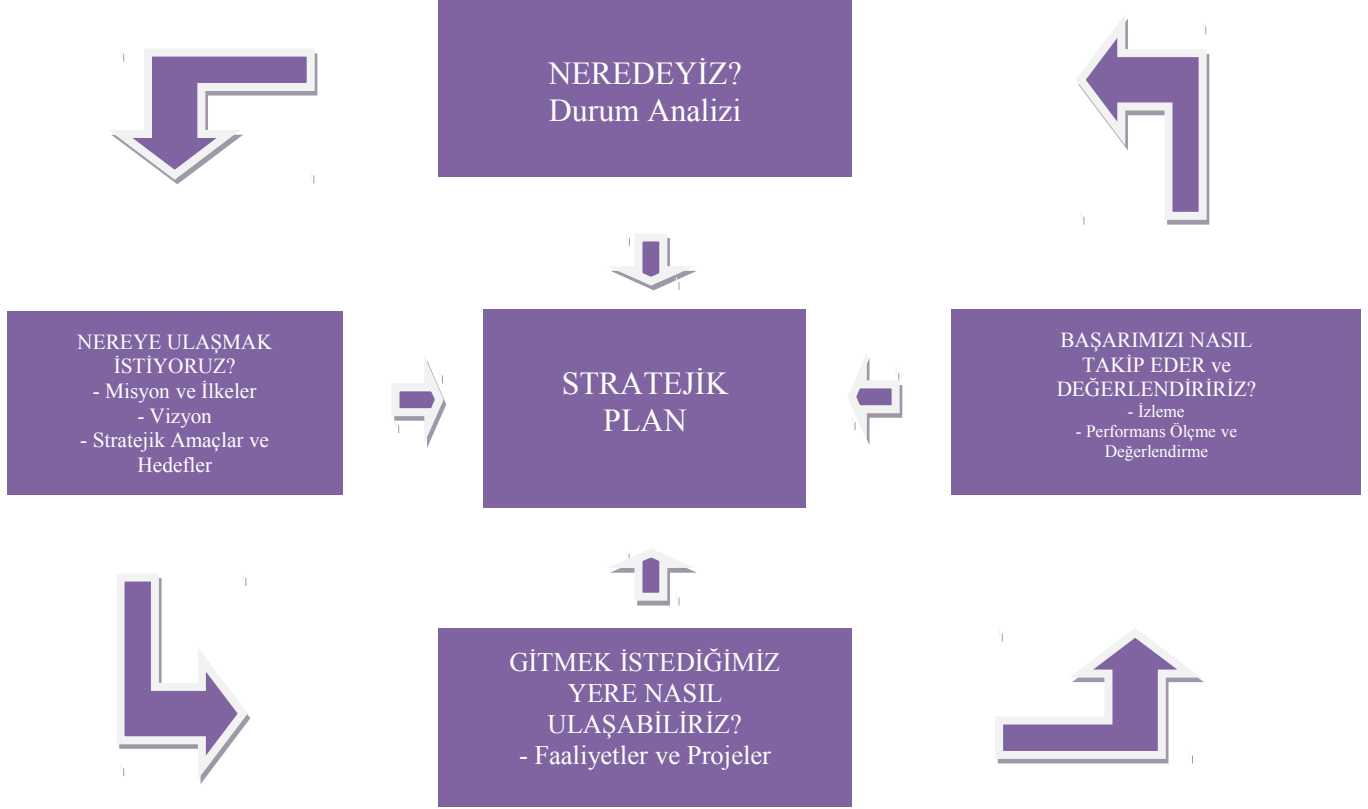 NEREDEYİZ?
Durum Analizi
NEREYE ULAŞMAK
İSTİYORUZ?
- Misyon ve İlkeler
- Vizyon
- Stratejik Amaçlar ve
Hedefler
STRATEJİK
PLAN
BAŞARIMIZI NASIL
TAKİP EDER ve
DEĞERLENDİRİRİZ?
- İzleme
- Performans Ölçme ve
Değerlendirme
GİTMEK İSTEDİĞİMİZ
YERE NASIL
ULAŞABİLİRİZ?
- Faaliyetler ve Projeler